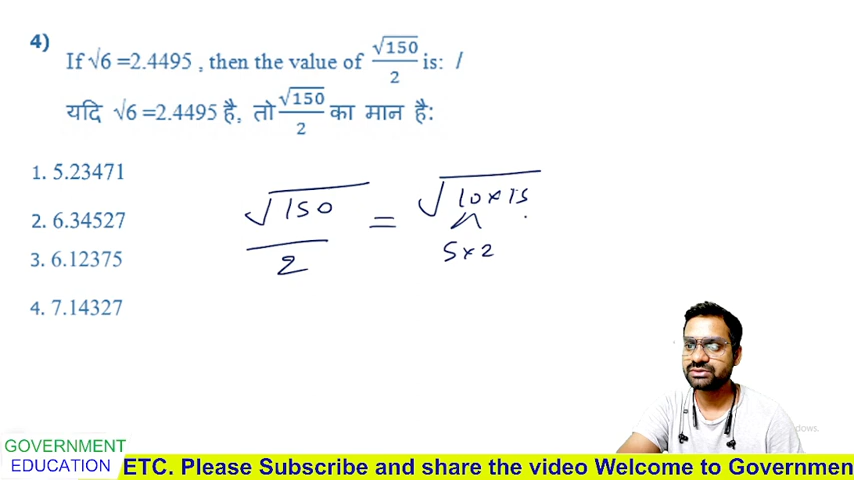 4)
If √6 =2.4495 , then the value of √150/2 is: /
यदि √6 =2.4495 है, तो √150/2 का मान है:
1. 5.23471
2. 6.34527
3. 6.12375
4. 7.14327
√150/2 = √10×15
5×2
GOVERNMENT
EDUCATION
ETC. Please Subscribe and share the video Welcome to Governmen